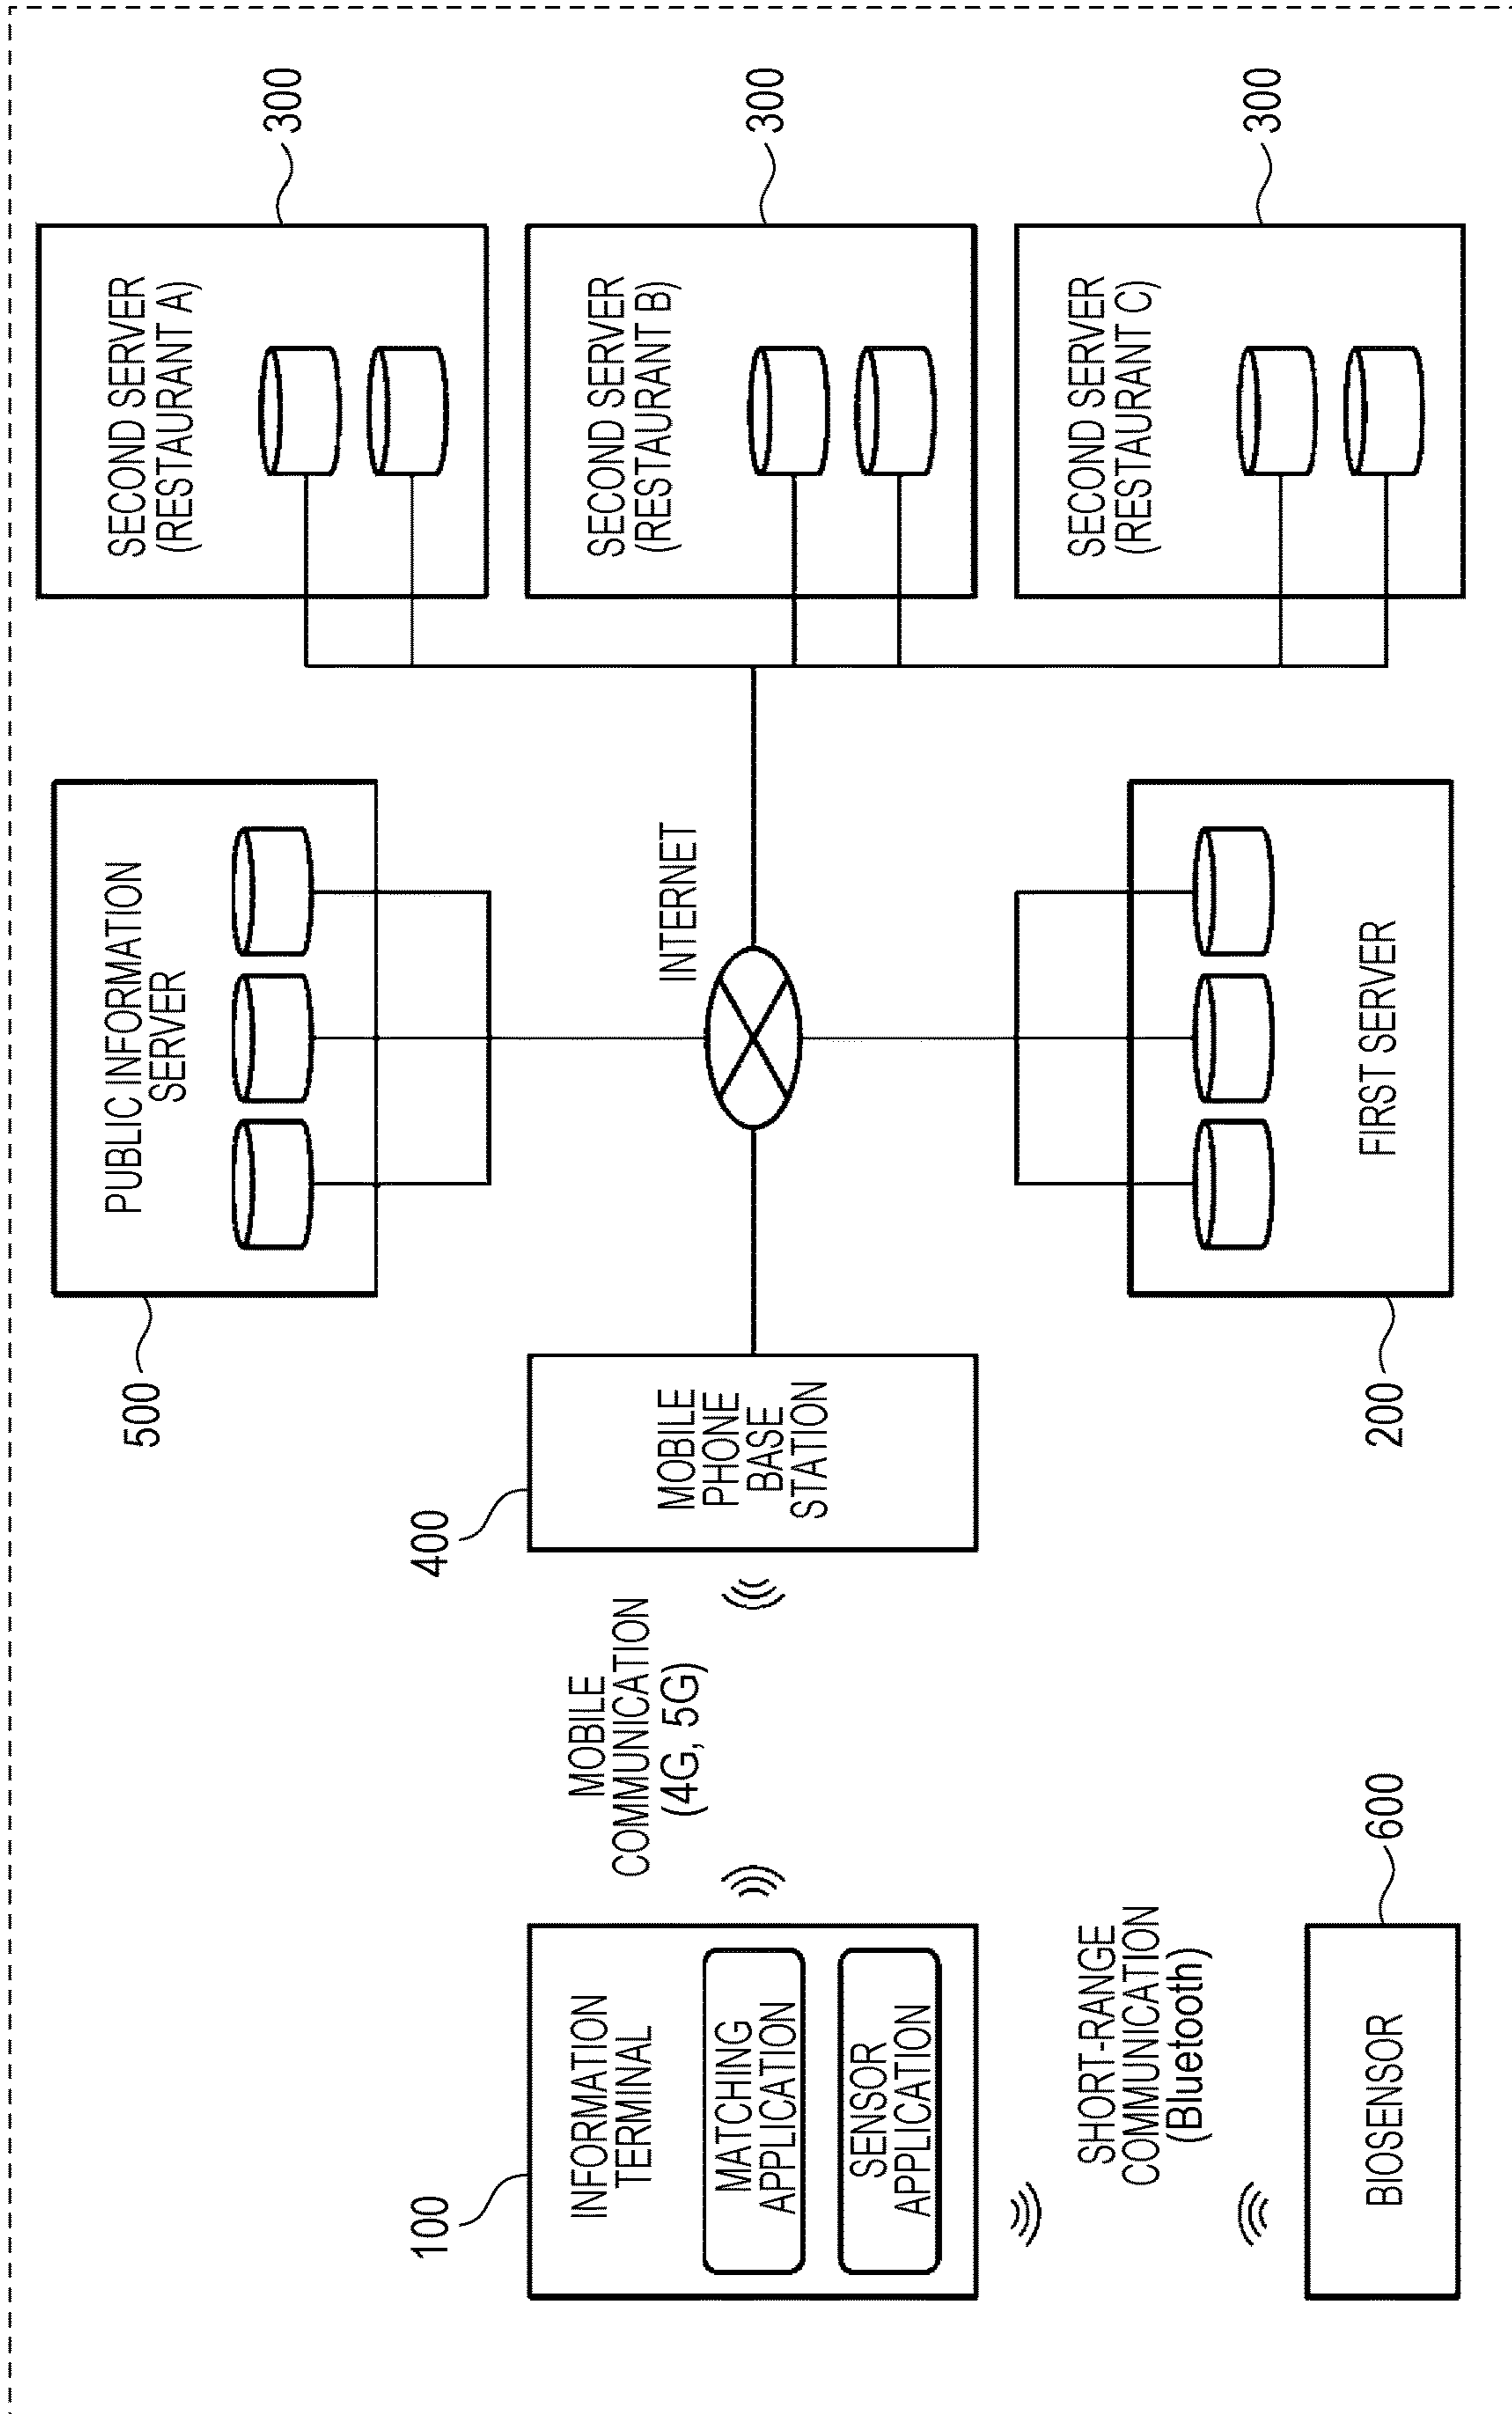 100
INFORMATION
TERMINAL
MATCHING
APPLICATION
SENSOR
APPLICATION
SHORT-RANGE
COMMUNICATION
(Bluetooth)
BIOSENSOR
600
MOBILE
COMMUNICATION
(4G, 5G)
400
MOBILE
PHONE
BASE
STATION
500
PUBLIC INFORMATION
SERVER
INTERNET
200
FIRST SERVER
SECOND SERVER
(RESTAURANT A)
300
SECOND SERVER
(RESTAURANT B)
300
SECOND SERVER
(RESTAURANT C)
300